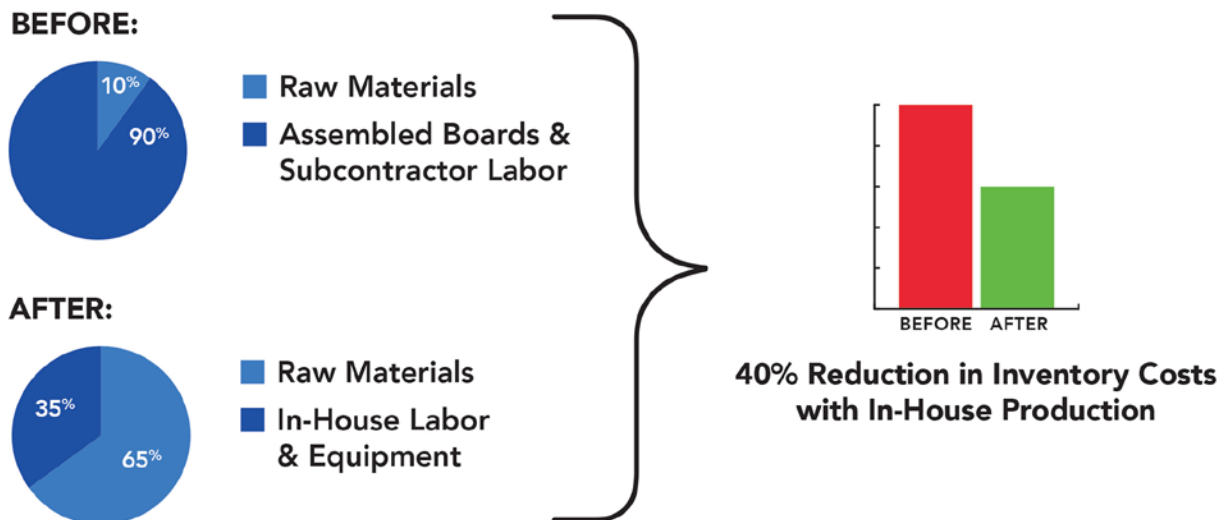 BEFORE:
10%
90%
Raw Materials
Assembled Boards &
Subcontractor Labor
AFTER:
35%
65%
Raw Materials
In-House Labor
& Equipment
BEFORE AFTER
40% Reduction in Inventory Costs
with In-House Production